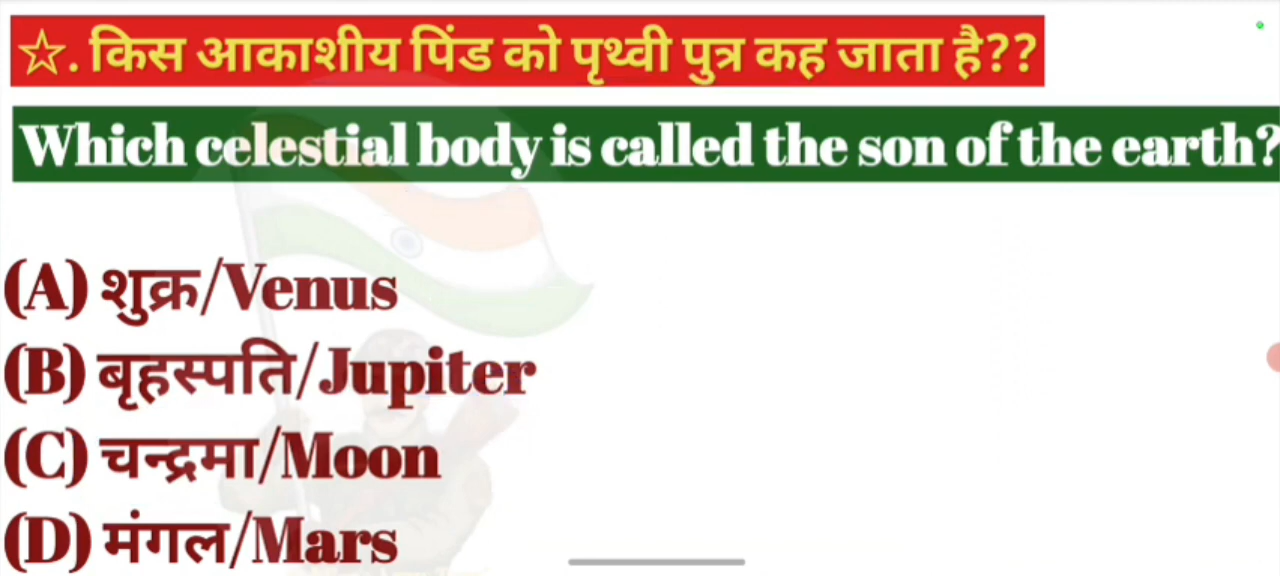 ☆. किस आकाशीय पिंड को पृथ्वी पुत्र कह जाता है??
Which celestial body is called the son of the earth?
(A) शुक्र/Venus
(B) बृहस्पति/Jupiter
(C) चन्द्रमा/Moon
(D) मंगल/Mars